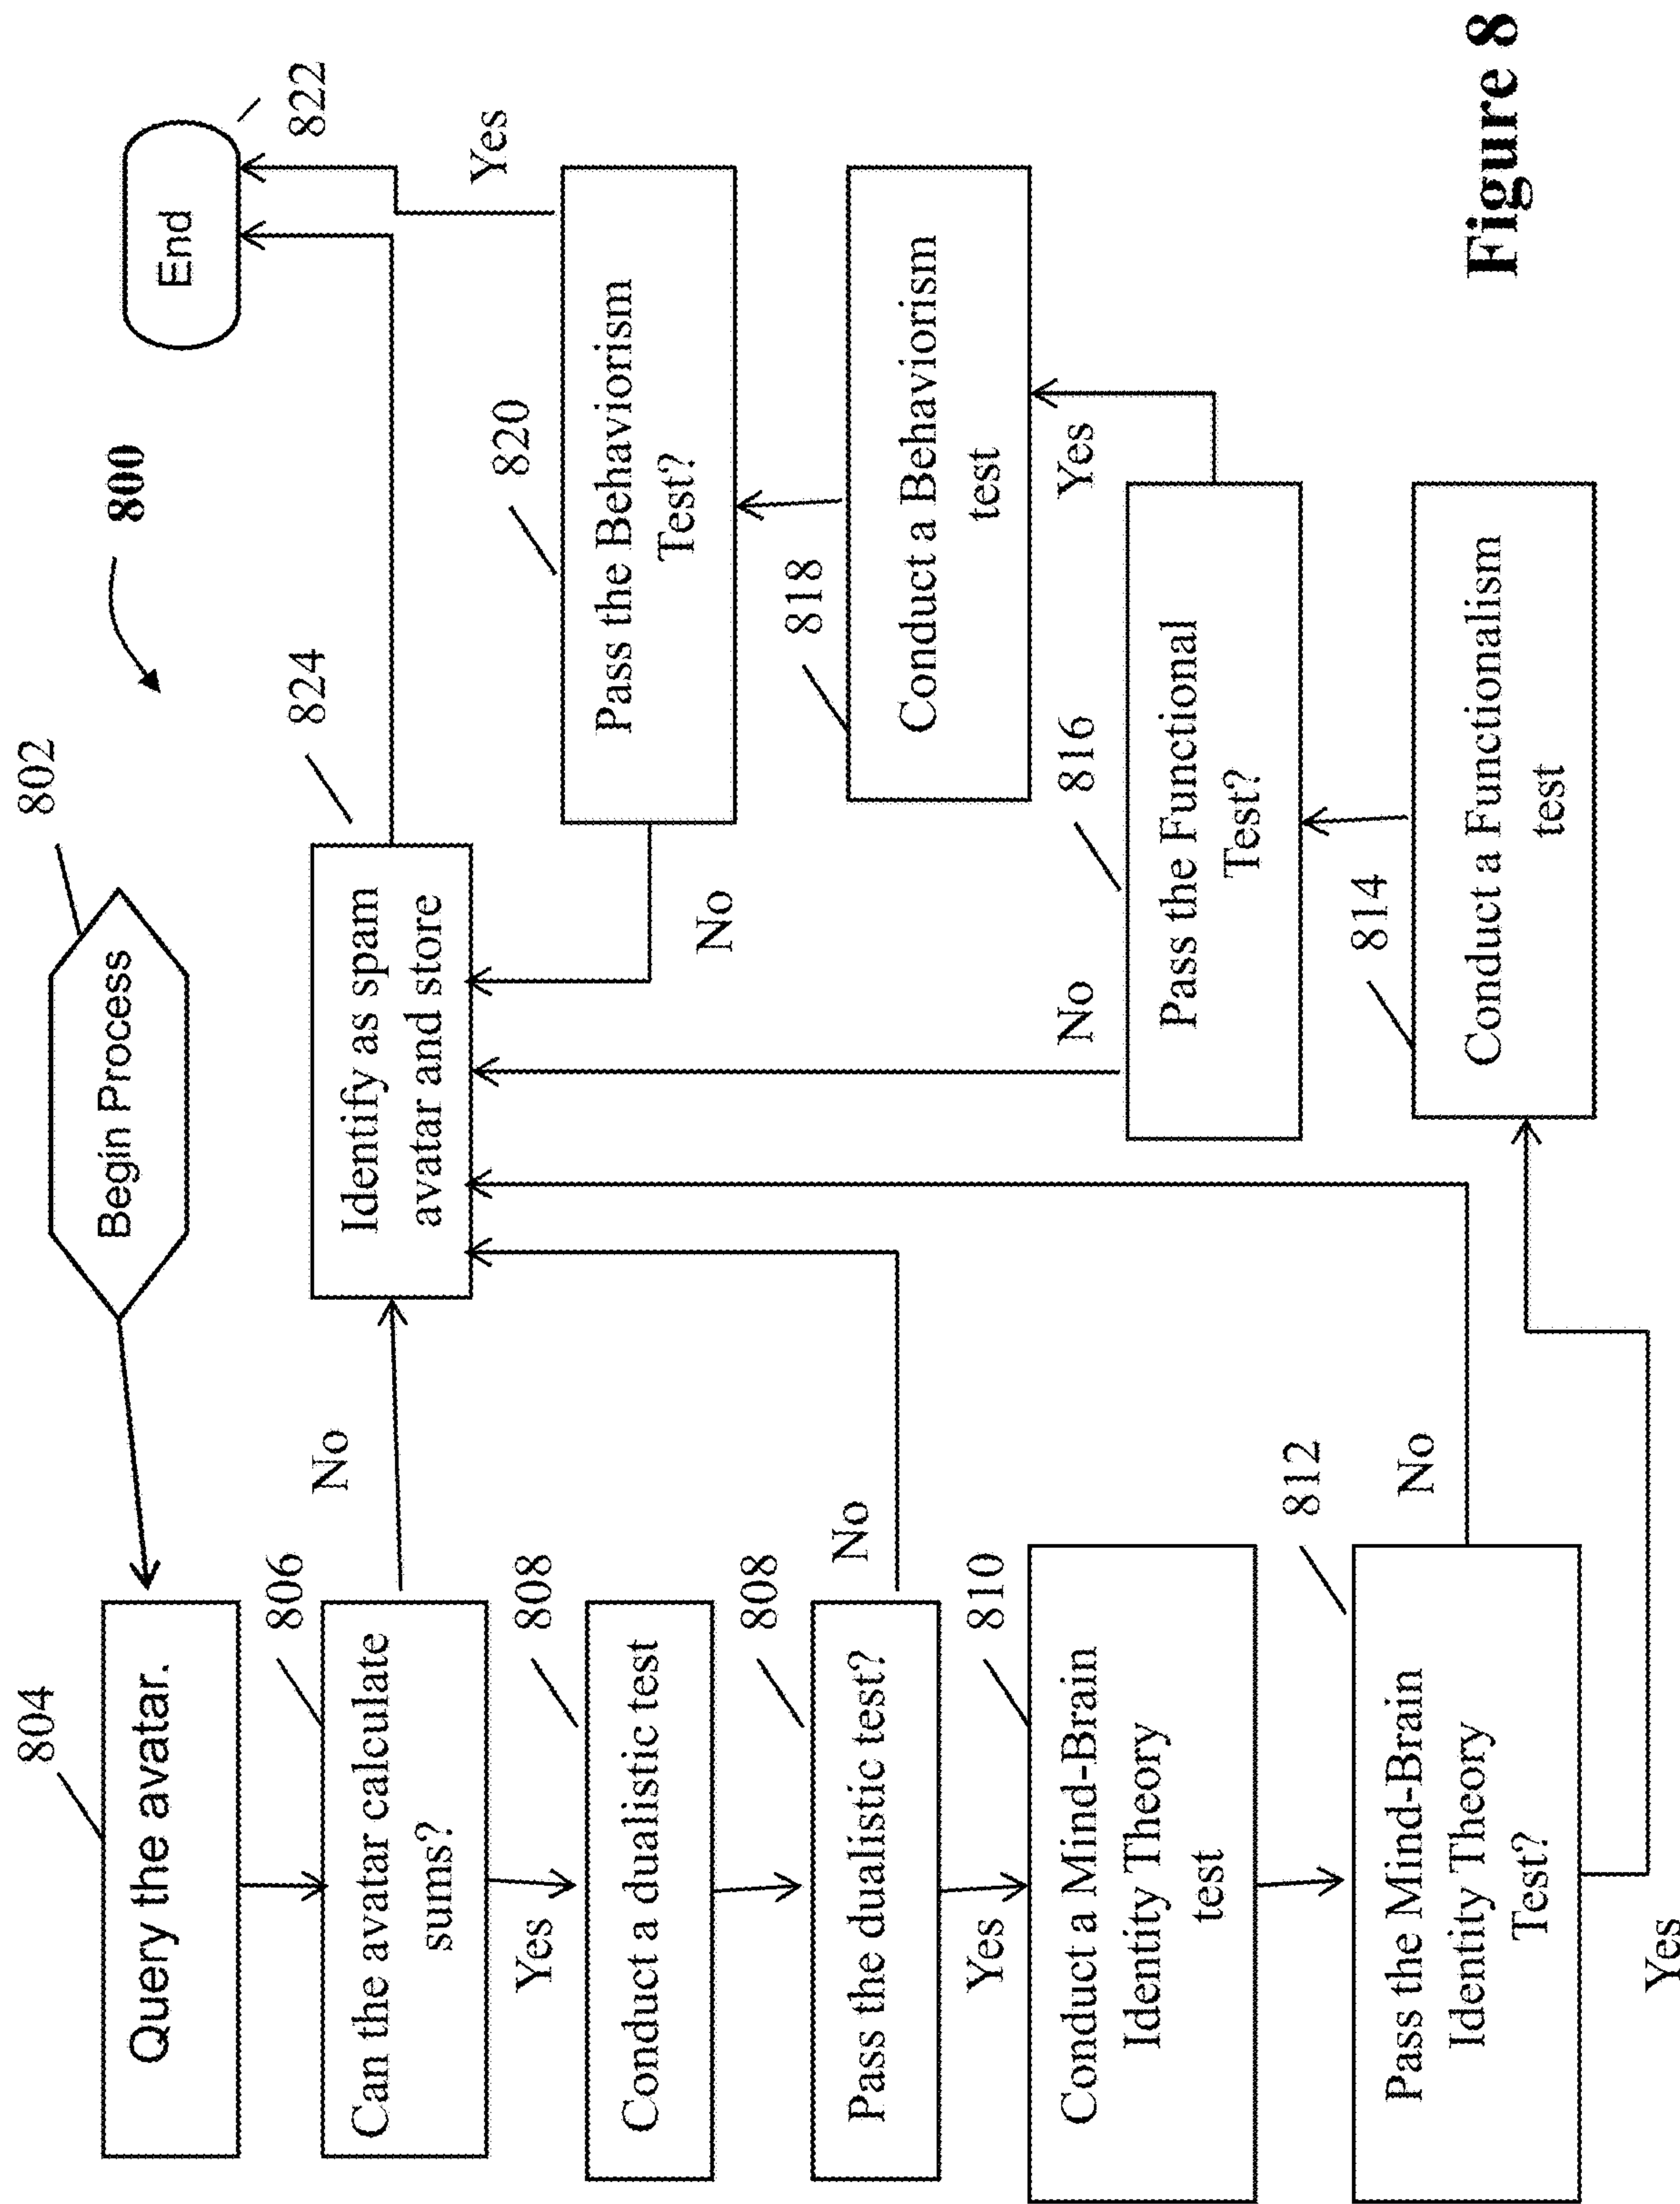 800
802
Begin Process
804
Query the avatar.
806
Can the avatar calculate
sums?
No
Yes
808
Conduct a dualistic test
808
Pass the dualistic test?
No
Yes
810
Conduct a Mind-Brain
Identity Theory
test
812
Pass the Mind-Brain
Identity Theory
Test?
No
Yes
814
Conduct a Functionalism
test
816
Pass the Functional
Test?
No
Yes
818
Conduct a Behaviorism
test
820
Pass the Behaviorism
Test?
No
Yes
824
Identify as spam
avatar and store
822
End
Figure 8